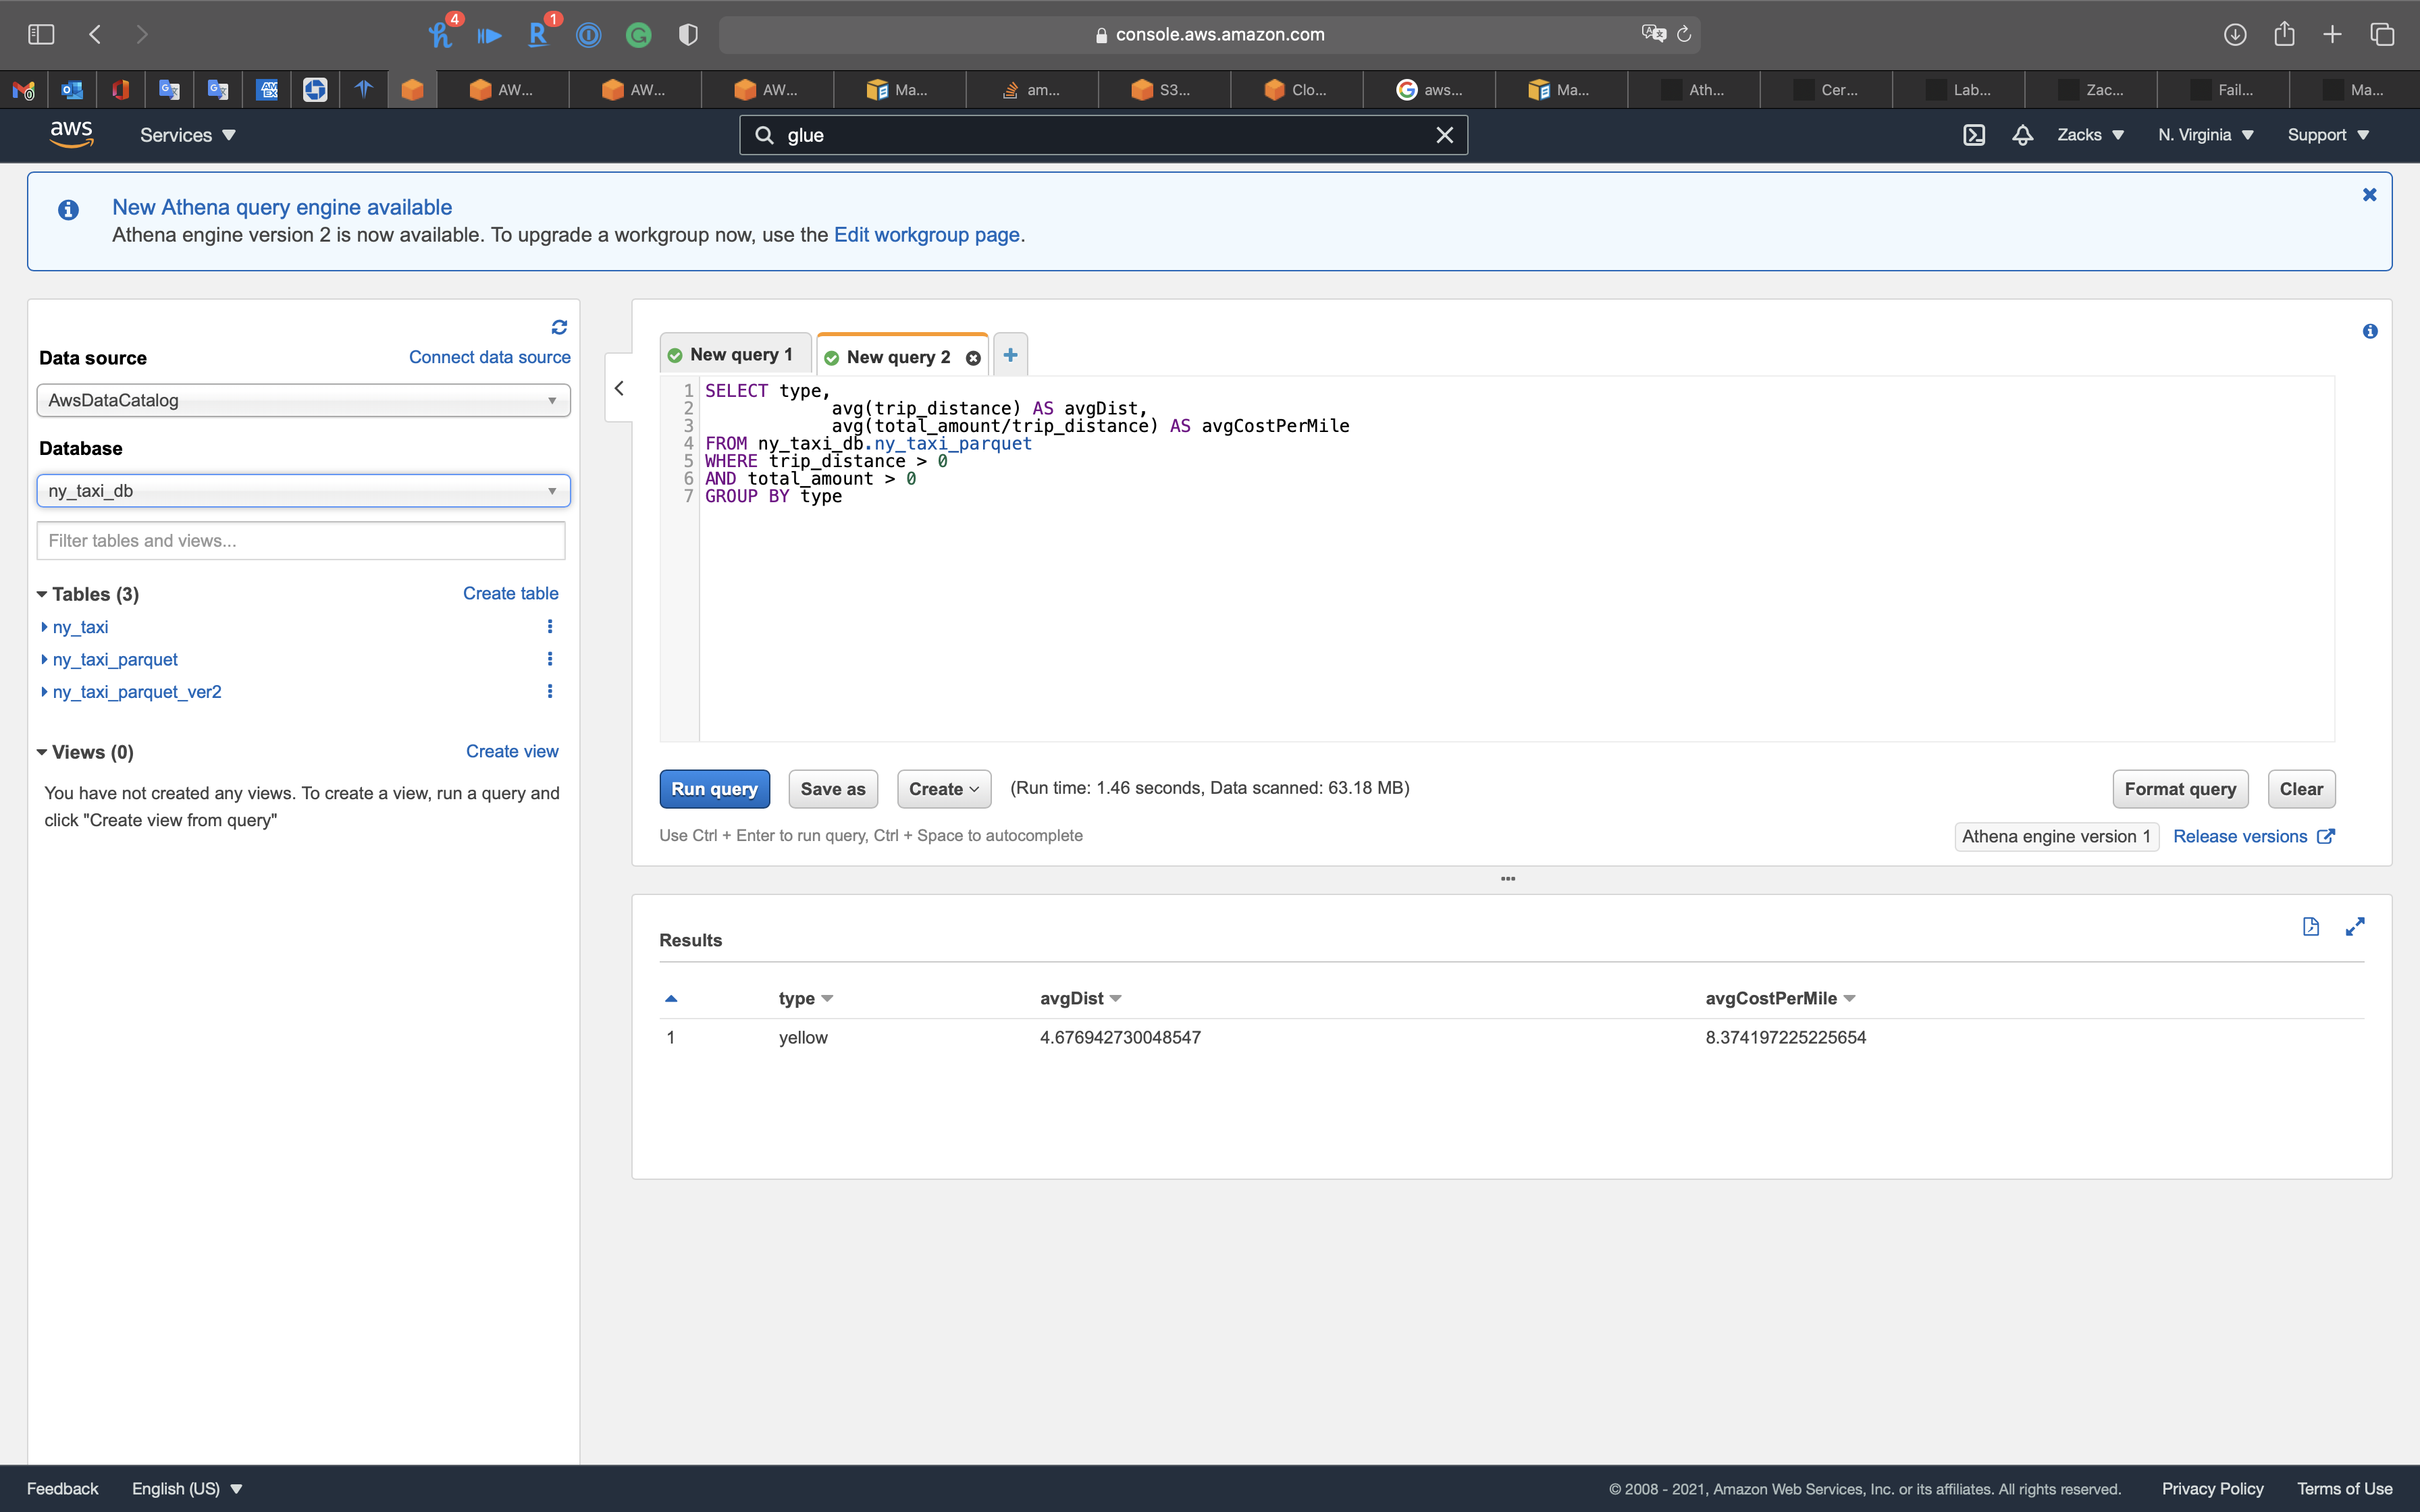 4
1
console.aws.amazon.com
AW...
AW...
AW...
Ma...
am...
S3...
Clo...
aws...
Ma...
Ath...
Cer...
Lab...
Zac...
Fail...
Ma...
aws
Services
glue
Zacks
N. Virginia
Support
New Athena query engine available
Athena engine version 2 is now available. To upgrade a workgroup now, use the Edit workgroup page.
Data source
Connect data source
AwsDataCatalog
Database
ny_taxi_db
Filter tables and views...
Tables (3)
Create table
ny_taxi
ny_taxi_parquet
ny_taxi_parquet_ver2
Views (0)
Create view
You have not created any views. To create a view, run a query and
click "Create view from query"
New query 1
New query 2
1 SELECT type,
2 avg(trip_distance) AS avgDist,
3 avg(total_amount/trip_distance) AS avgCostPerMile
4 FROM ny_taxi_db.ny_taxi_parquet
5 WHERE trip_distance > 0
6 AND total_amount > 0
7 GROUP BY type
Run query
Save as
Create
(Run time: 1.46 seconds, Data scanned: 63.18 MB)
Format query
Clear
Use Ctrl + Enter to run query, Ctrl + Space to autocomplete
Athena engine version 1
Release versions
Results
type avgDist avgCostPerMile
1 yellow 4.676942730048547 8.374197225225654
Feedback
English (US)
© 2008 - 2021, Amazon Web Services, Inc. or its affiliates. All rights reserved.
Privacy Policy
Terms of Use